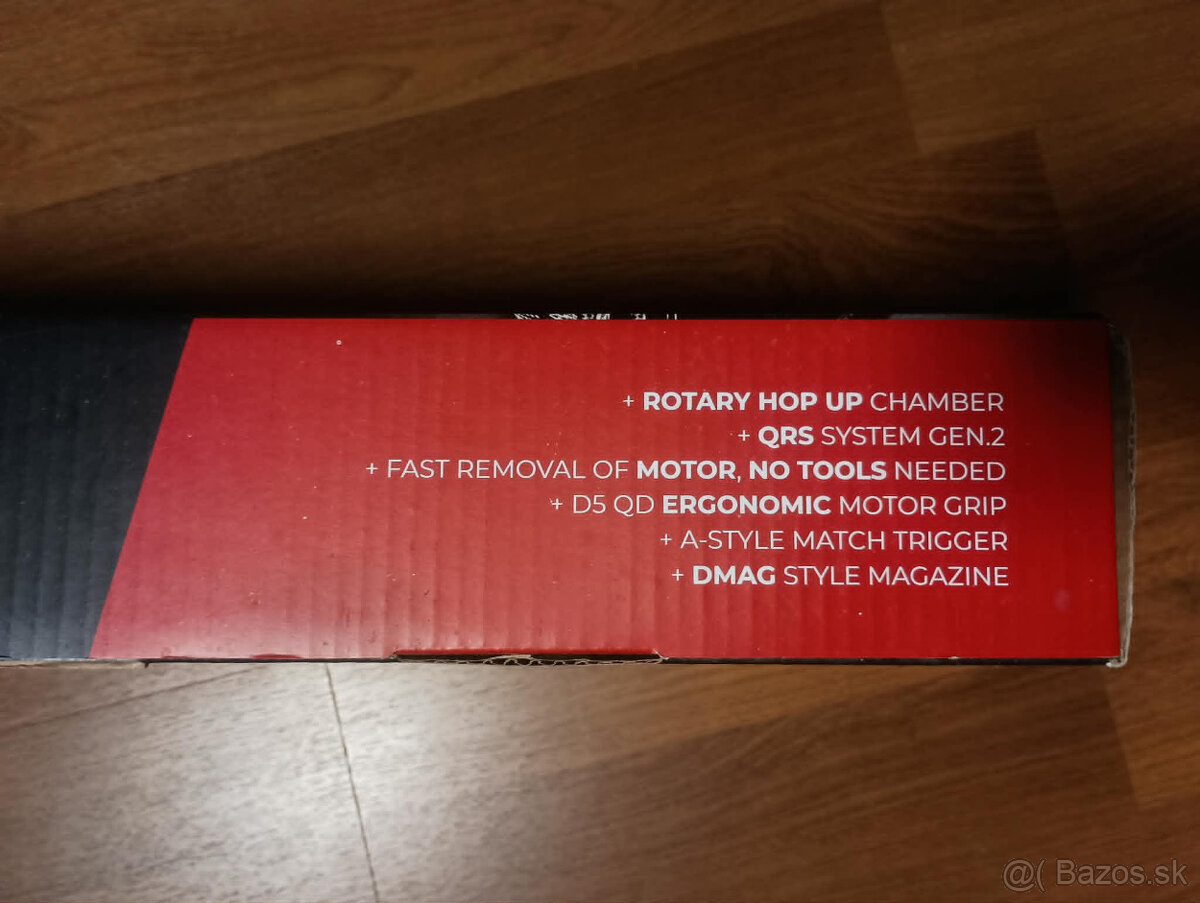 + ROTARY HOP UP CHAMBER
+ QRS SYSTEM GEN.2
+ FAST REMOVAL OF MOTOR, NO TOOLS NEEDED
+ D5 QD ERGONOMIC MOTOR GRIP
+ A-STYLE MATCH TRIGGER
+ DMAG STYLE MAGAZINE
@( Bazos.sk